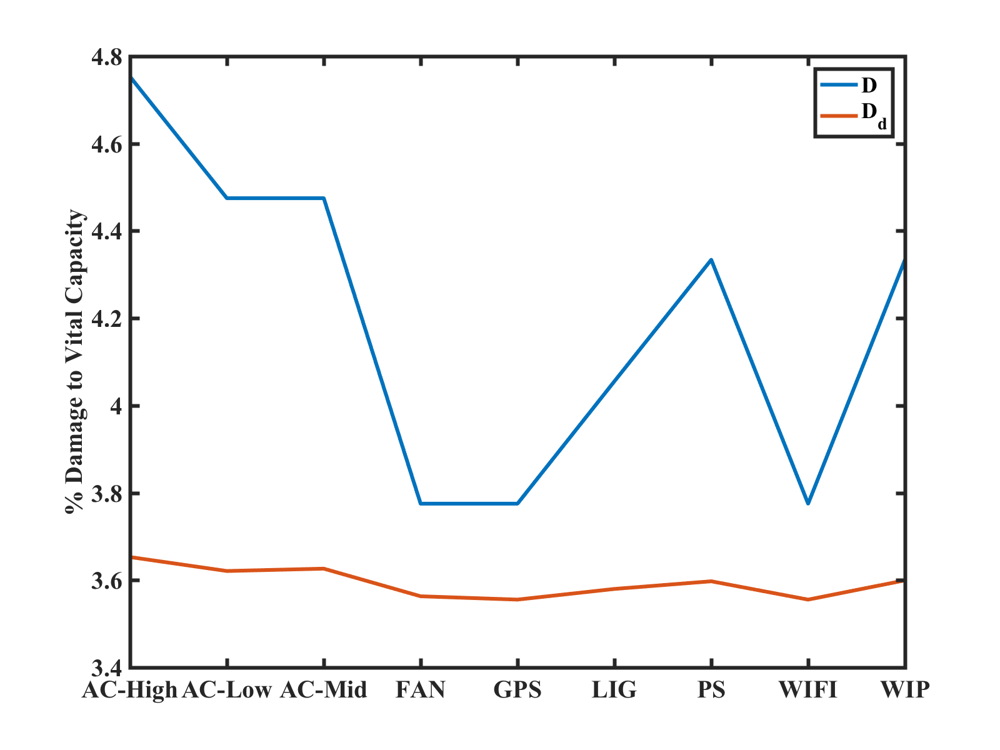 % Damage to Vital Capacity
4.8
4.6
4.4
4.2
4
3.8
3.6
3.4
AC-High AC-Low AC-Mid FAN GPS LIG PS WIFI WIP
D
D_d